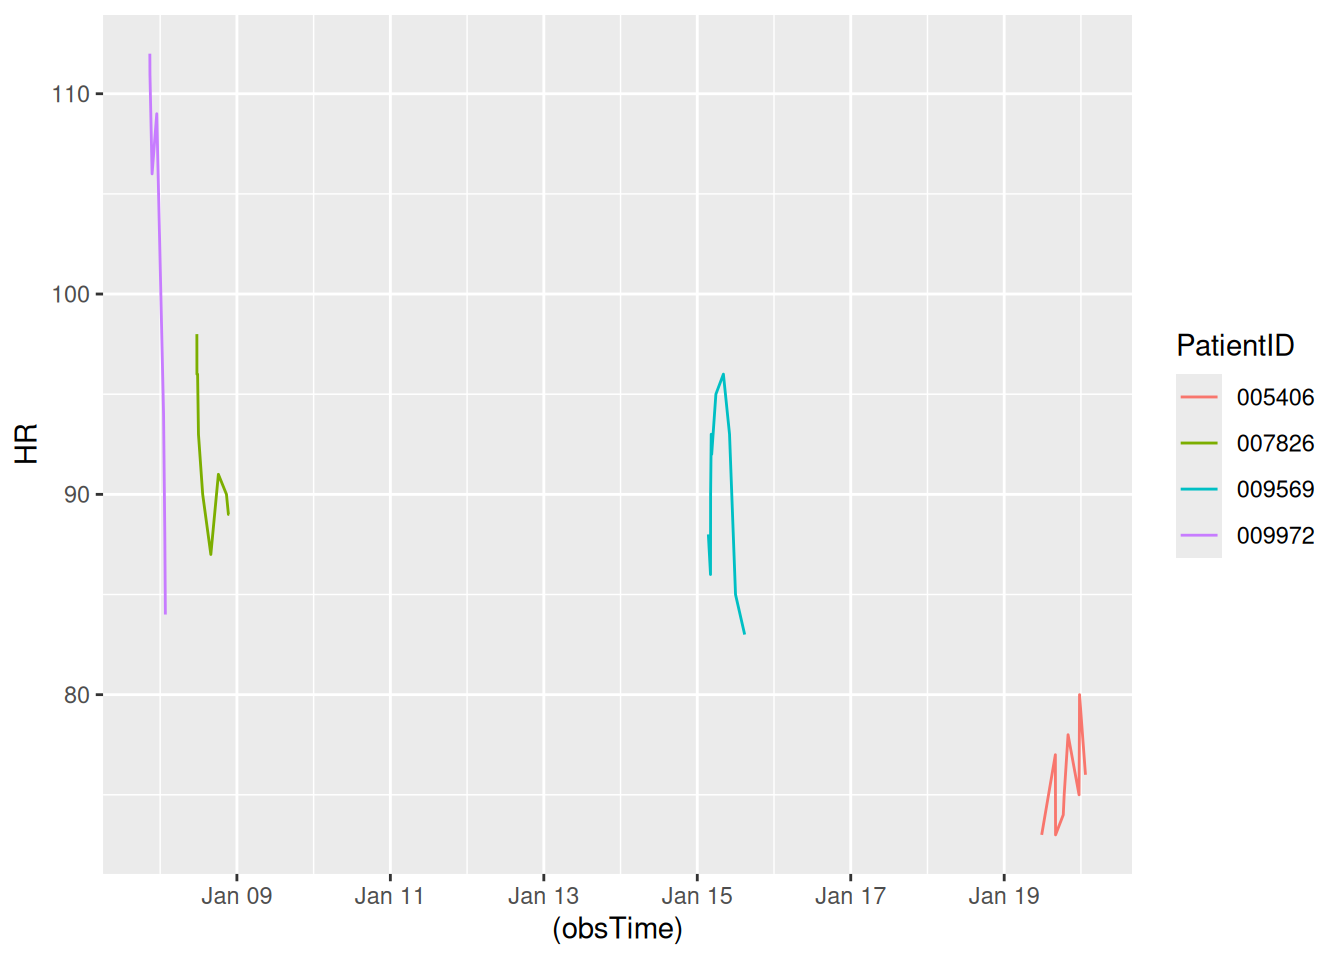 110
100
90
80
HR
Jan 09
Jan 11
Jan 13
Jan 15
Jan 17
Jan 19
(obsTime)
PatientID
005406
007826
009569
009972